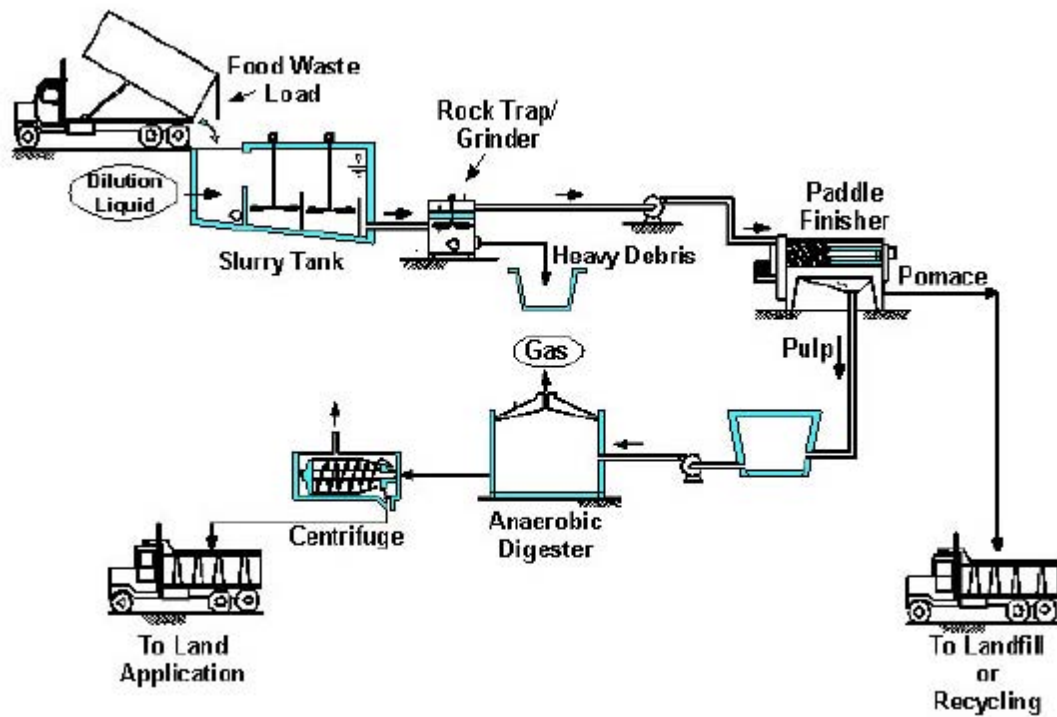 Food Waste
Load
Rock Trap/
Grinder
Dilution
Liquid
Paddle
Finisher
Slurry Tank
Heavy Debris
Pomace
Gas
Pulp
Centrifuge
Anaerobic
Digester
To Land
Application
To Landfill
or
Recycling